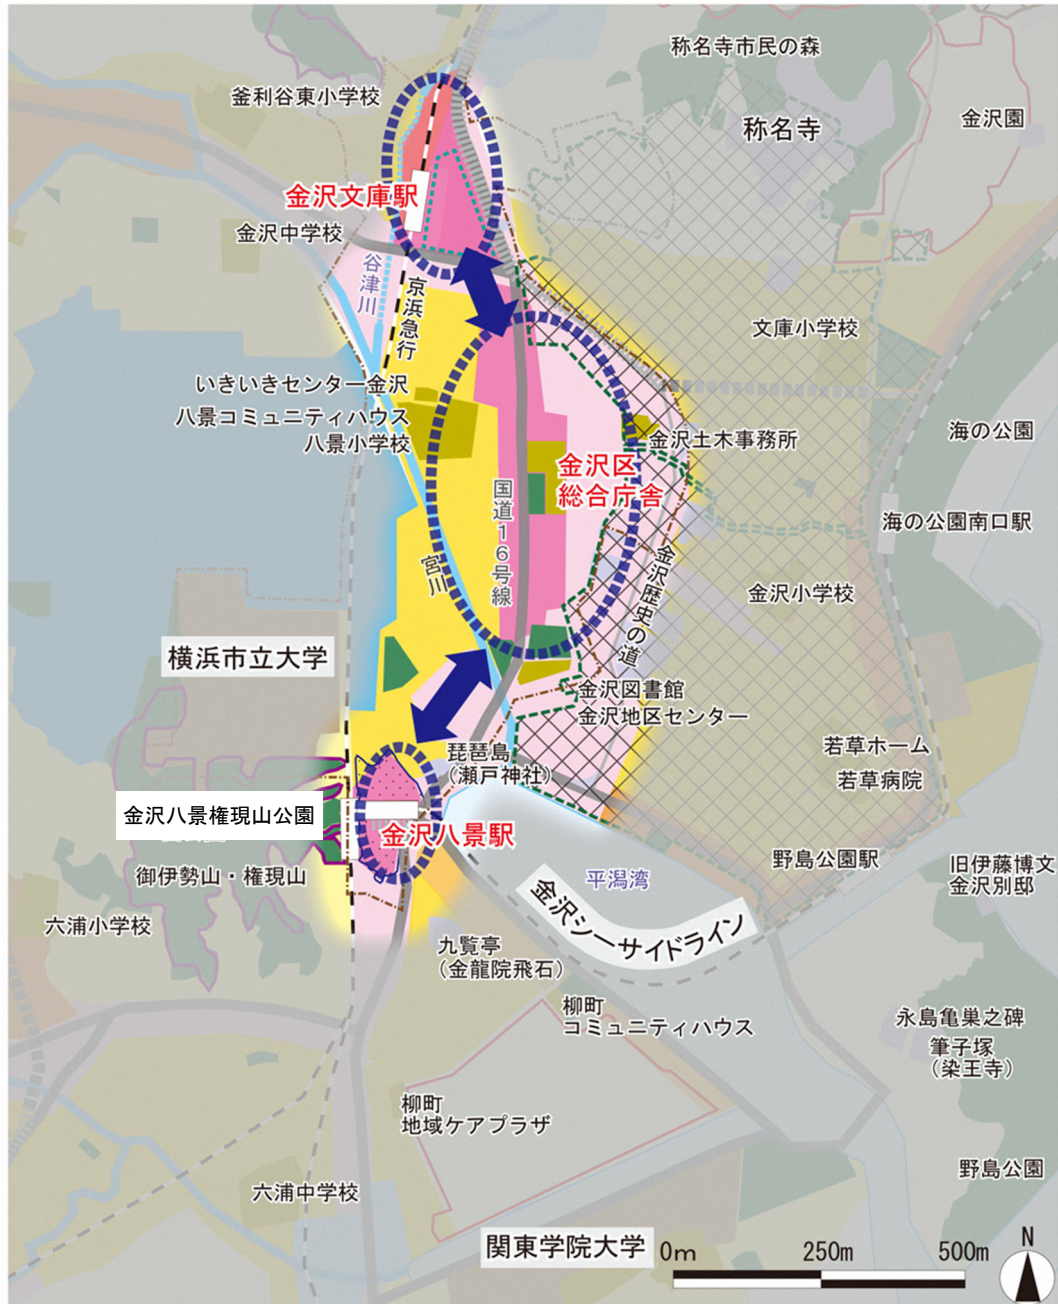 称名寺市民の森
釜利谷東小学校
金沢園
称名寺
金沢文庫駅
金沢中学校
谷津川
京浜急行
文庫小学校
いきいきセンター金沢
八景コミュニティハウス
八景小学校
海の公園
金沢土木事務所
金沢区
総合庁舎
国道16号線
海の公園南口駅
宮川
金沢歴史の道
金沢小学校
横浜市立大学
金沢図書館
金沢地区センター
若草ホーム
若草病院
琵琶島
(瀬戸神社)
金沢八景権現山公園
金沢八景駅
御伊勢山・権現山
平潟湾
野島公園駅
旧伊藤博文
金沢別邸
金沢シーサイドライン
六浦小学校
九覧亭
(金龍院飛石)
柳町
コミュニティハウス
永島亀巣之碑
筆子塚
(染王寺)
柳町
地域ケアプラザ
野島公園
六浦中学校
関東学院大学
0m 250m 500m
N